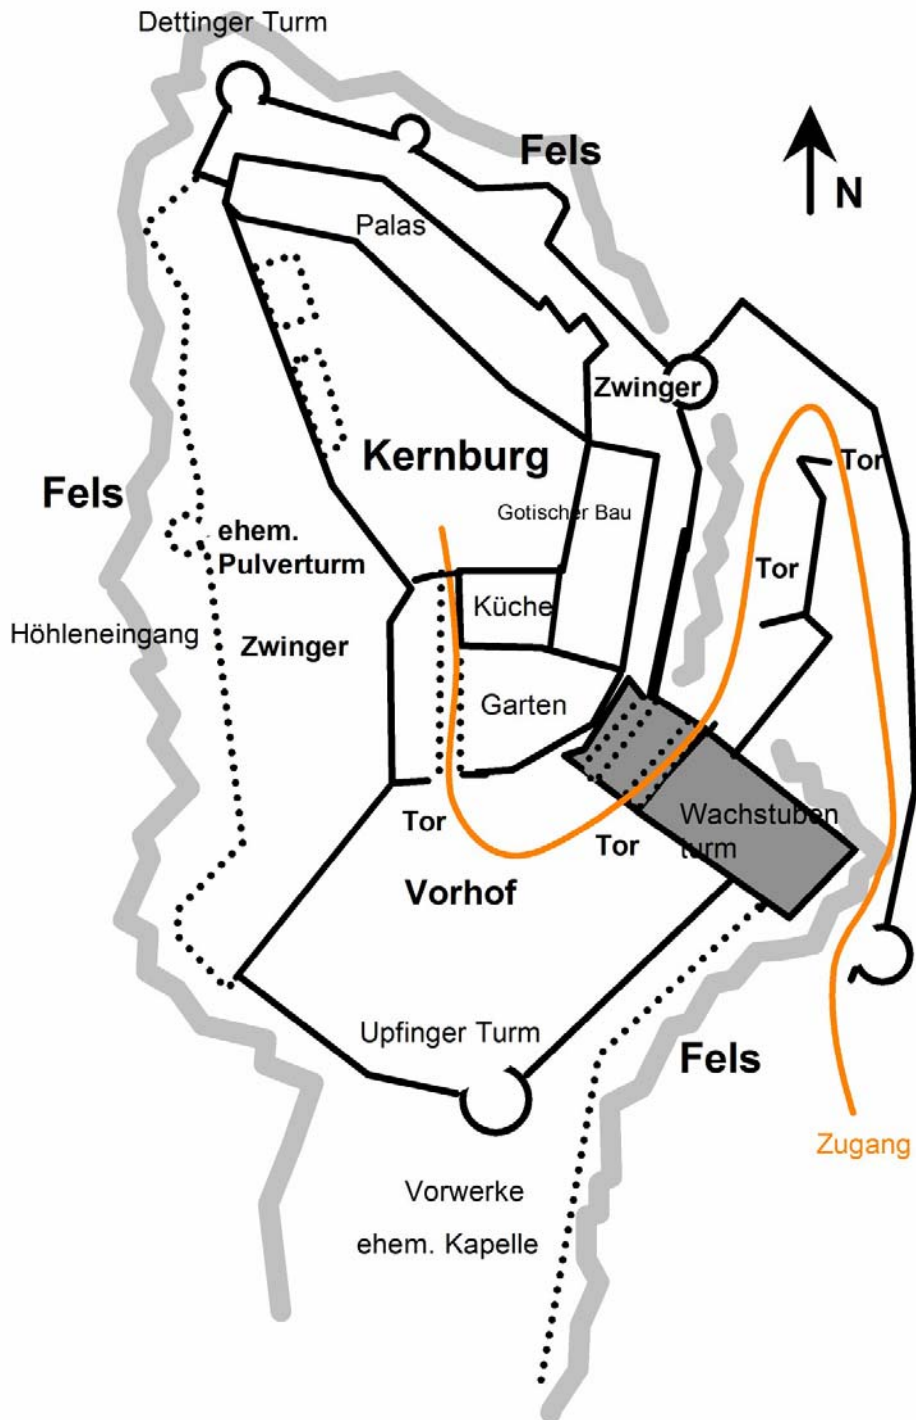 Dettinger Turm
Fels
N
Palas
Zwinger
Kernburg
Tor
Fels
Gotischer Bau
ehem.
Pulverturm
Tor
Küche
Höhleneingang
Zwinger
Garten
Wachstuben
turm
Tor
Tor
Vorhof
Upfinger Turm
Fels
Zugang
Vorwerke
ehem. Kapelle